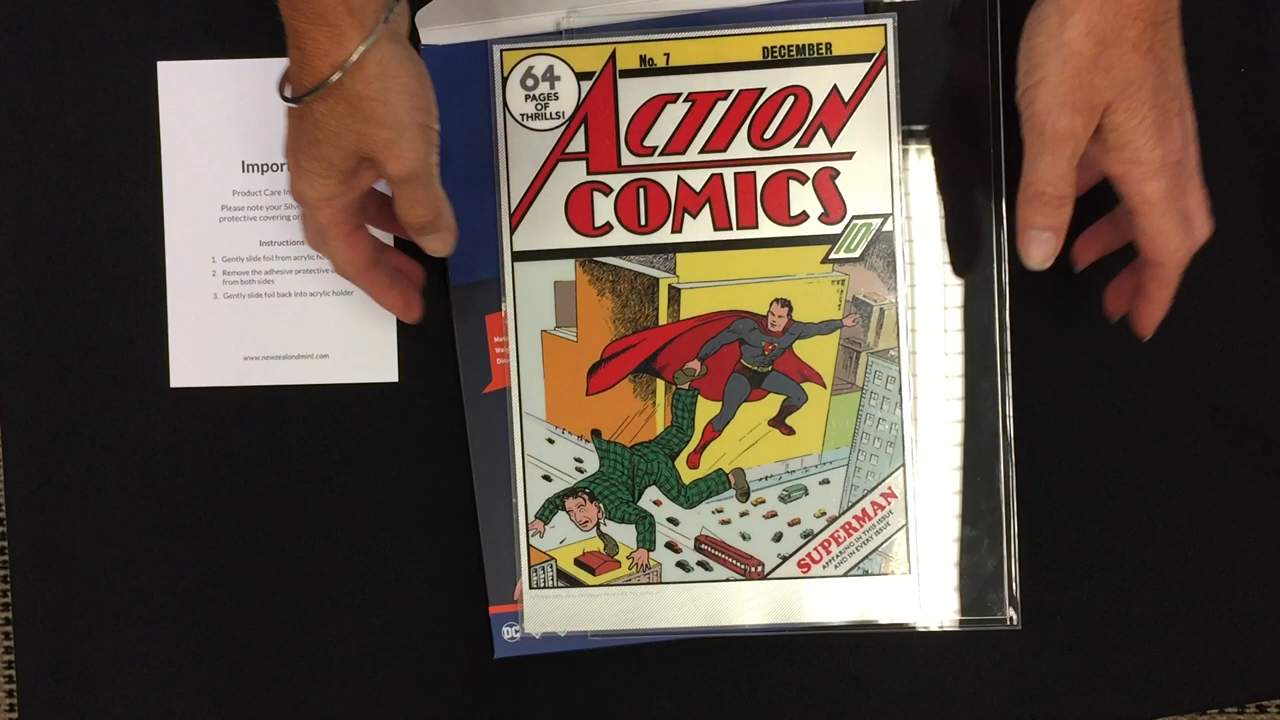 No. 7
DECEMBER
64
PAGES
OF
THRILLS!
ACTION
COMICS
10¢
SUPERMAN
APPEARING IN THIS ISSUE
AND IN EVERY ISSUE
Impor
Product Care In
Please note your Silve
protective covering on
Instructions
1. Gently slide foil from acrylic ho
2. Remove the adhesive protective
from both sides
3. Gently slide foil back into acrylic holder
www.newzealandmint.com
DC